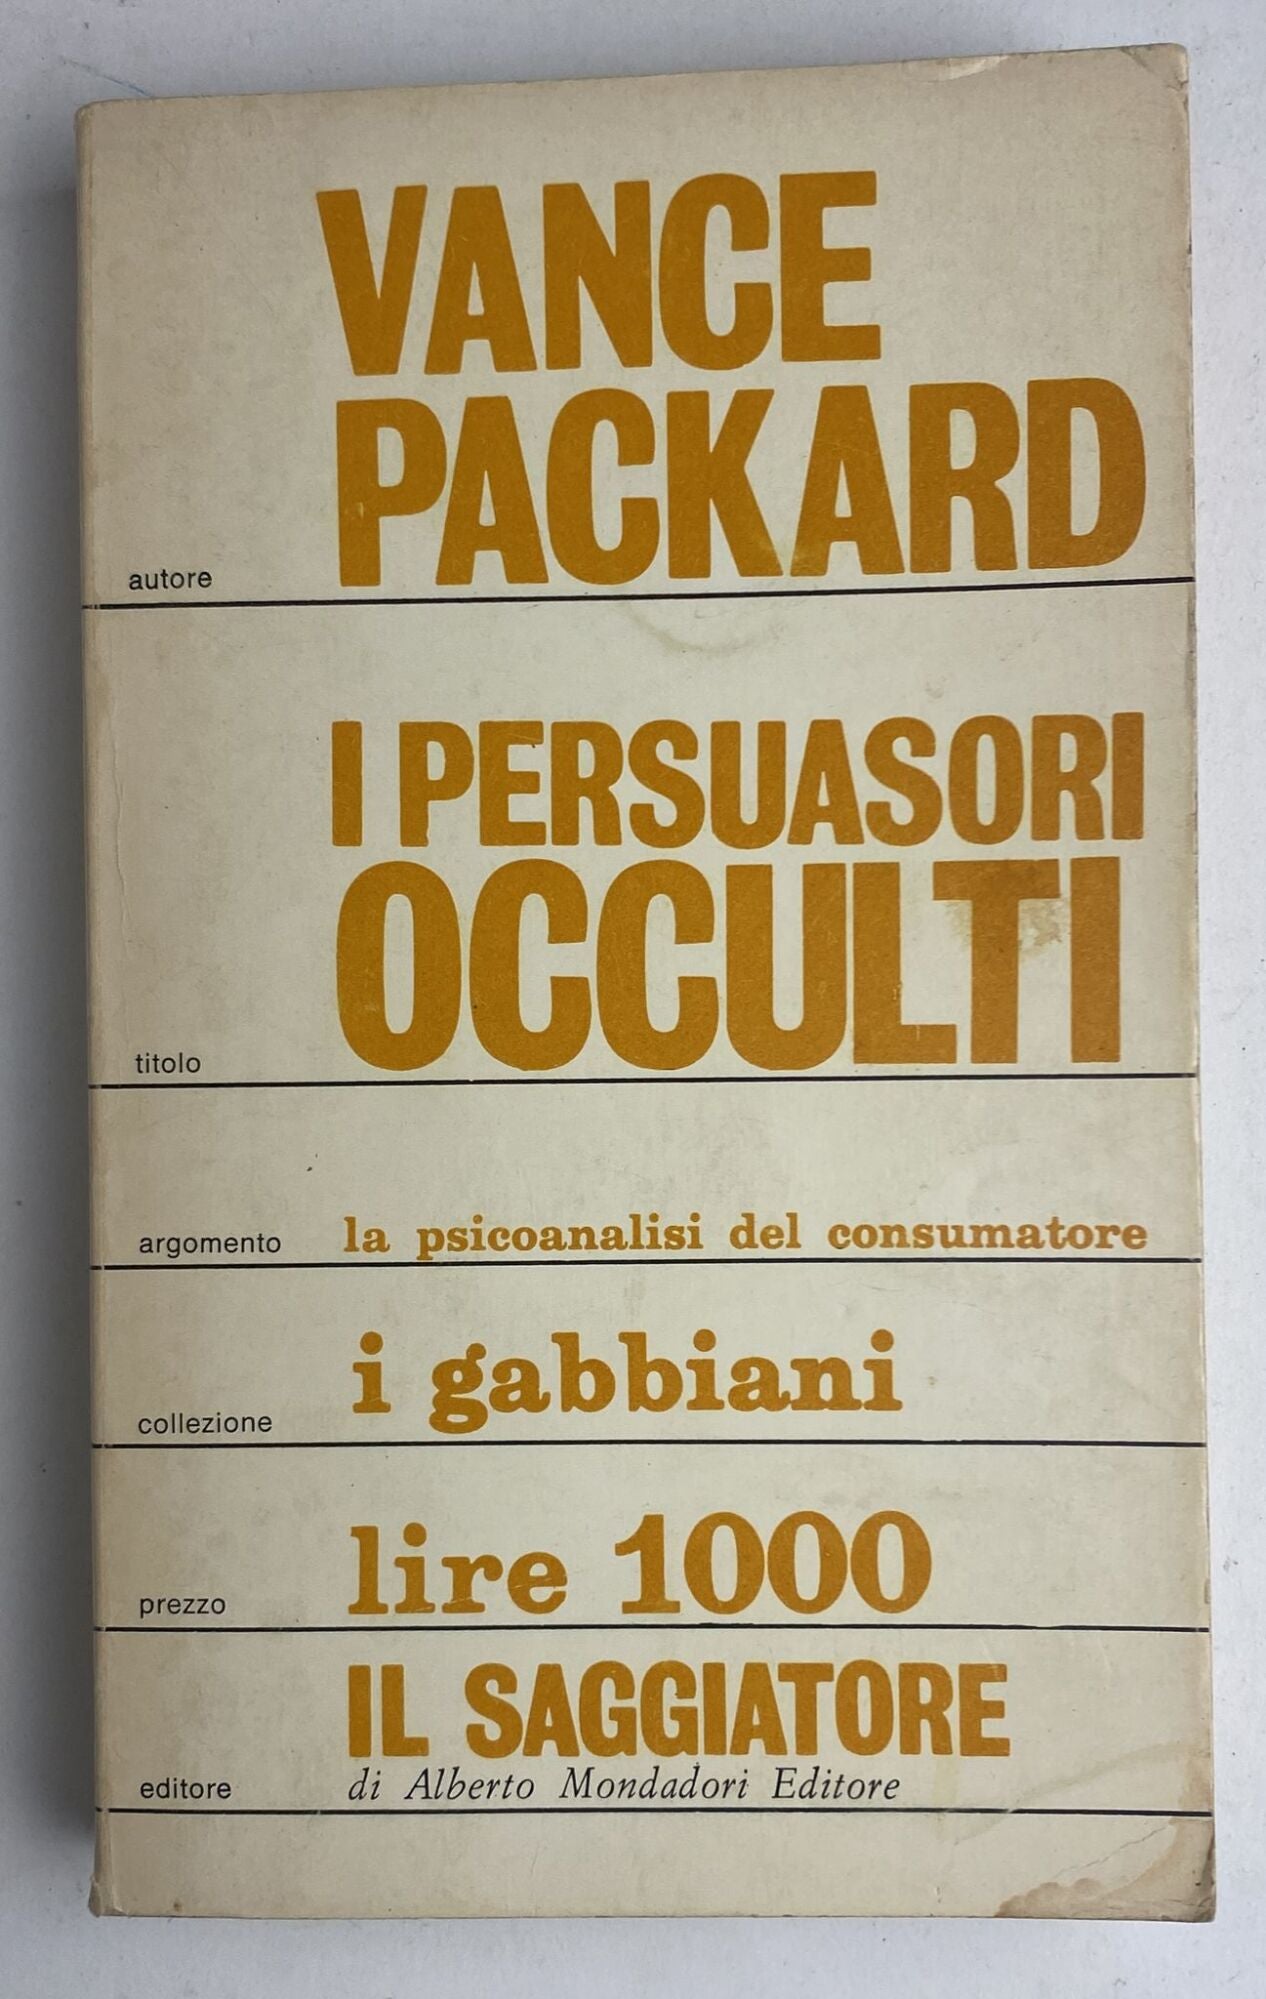 VANCE
PACKARD
autore
I PERSUASORI
OCCULTI
titolo
argomento la psicoanalisi del consumatore
i gabbiani
collezione
lire 1000
prezzo
IL SAGGIATORE
di Alberto Mondadori Editore
editore